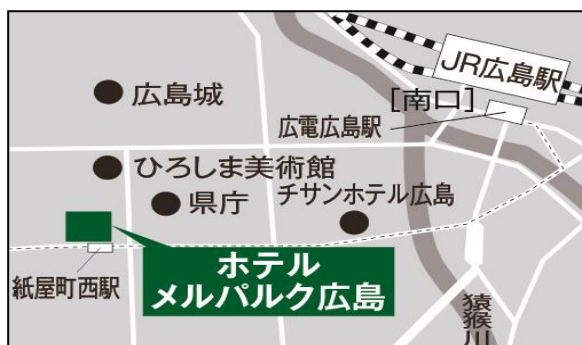 JR広島駅
[南口]
広島城
広電広島駅
ひろしま美術館
チサンホテル広島
県庁
ホテル
メルパルク広島
紙屋町西駅
猿猴川